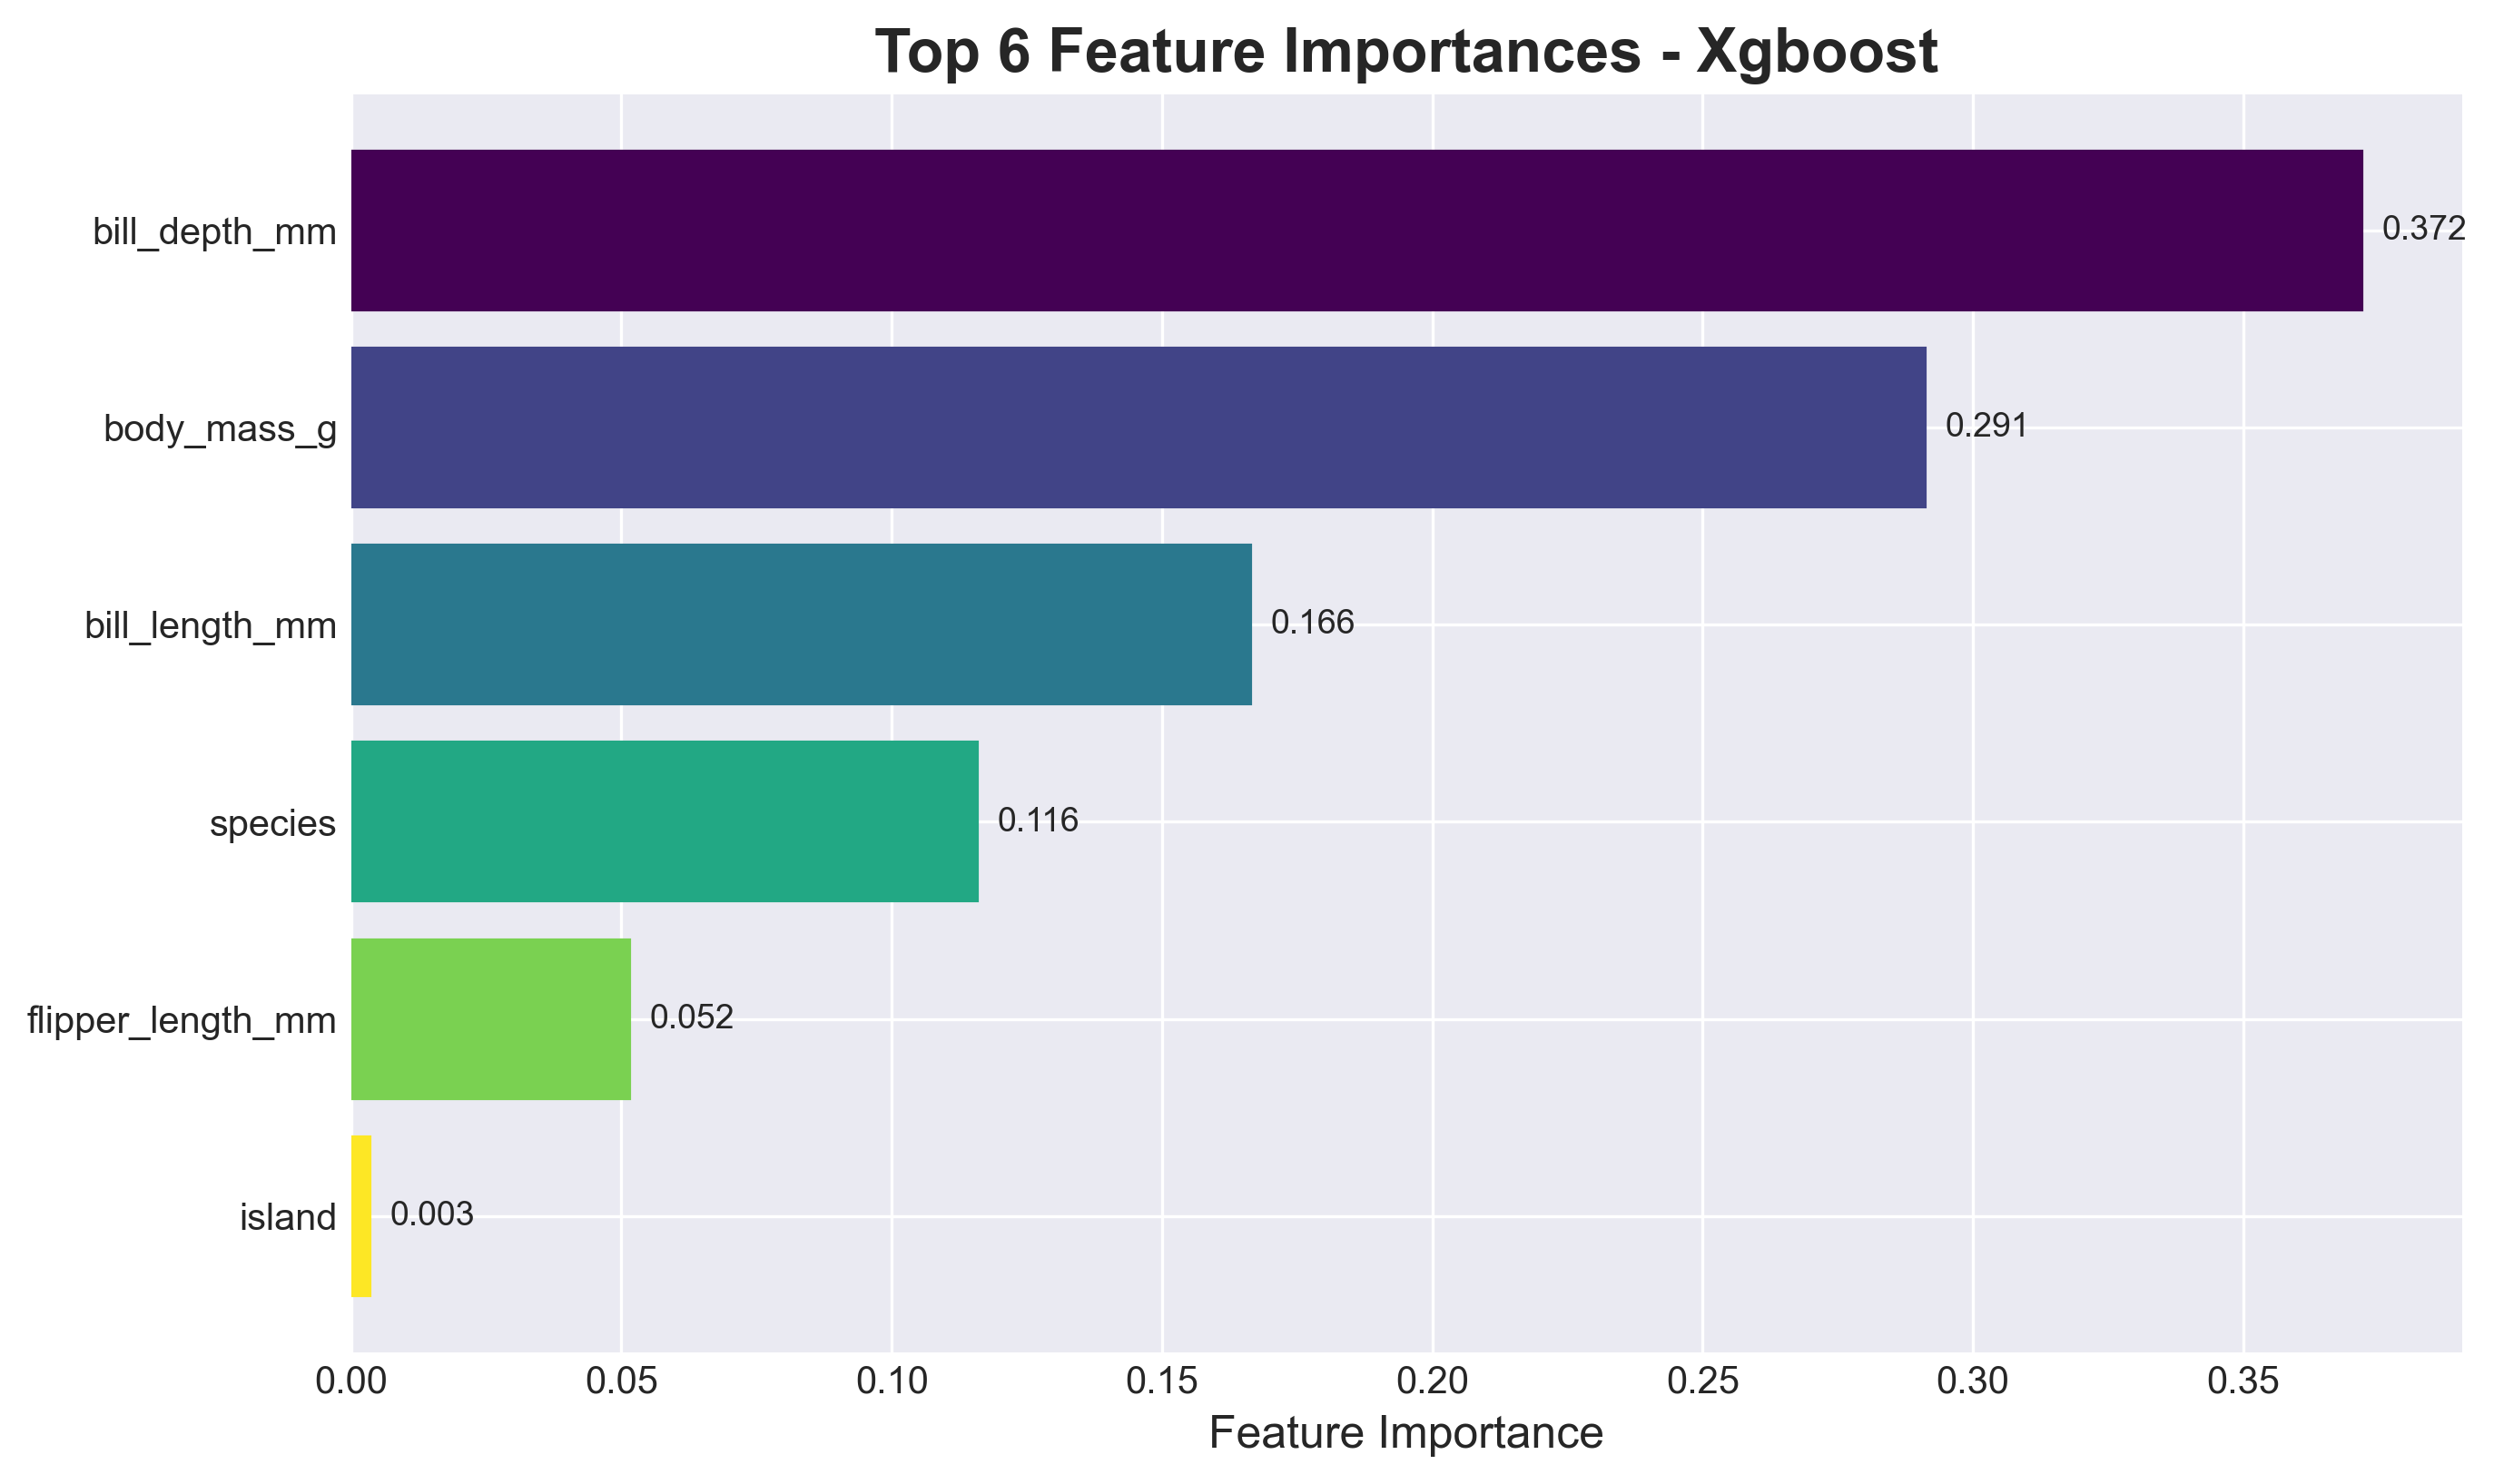 Top 6 Feature Importances - Xgboost
bill_depth_mm 0.372
body_mass_g 0.291
bill_length_mm 0.166
species 0.116
flipper_length_mm 0.052
island 0.003
0.00 0.05 0.10 0.15 0.20 0.25 0.30 0.35
Feature Importance